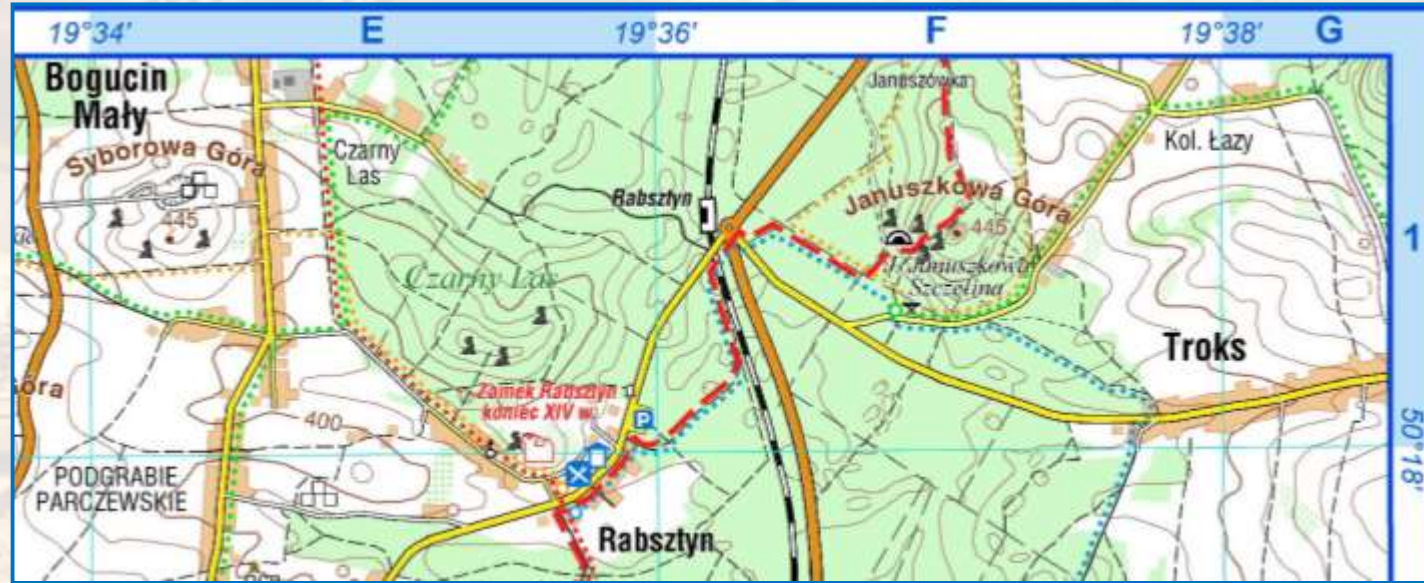 19°34' E 19°36' F 19°38' G
Bogucin
Mały
Januszówka
Syborowa Góra
Czarny
Las
Kol. Łazy
Rabsztyn
Januszkowa Góra
445
445
1
Czarny Las
J. Januszkowa
Szczelina
Troks
Zamek Rabsztyn
koniec XIV w.
400
P
50°18'
PODGRABIE
PARCZEWSKIE
Rabsztyn